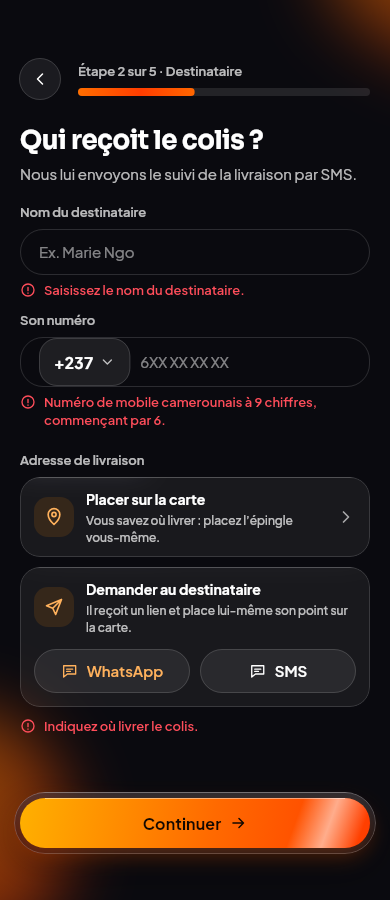 Étape 2 sur 5 · Destinataire
Qui reçoit le colis ?
Nous lui envoyons le suivi de la livraison par SMS.
Nom du destinataire
Ex. Marie Ngo
Saisissez le nom du destinataire.
Son numéro
+237
6XX XX XX XX
Numéro de mobile camerounais à 9 chiffres,
commençant par 6.
Adresse de livraison
Placer sur la carte
Vous savez où livrer : placez l'épingle
vous-même.
Demander au destinataire
Il reçoit un lien et place lui-même son point sur
la carte.
WhatsApp
SMS
Indiquez où livrer le colis.
Continuer